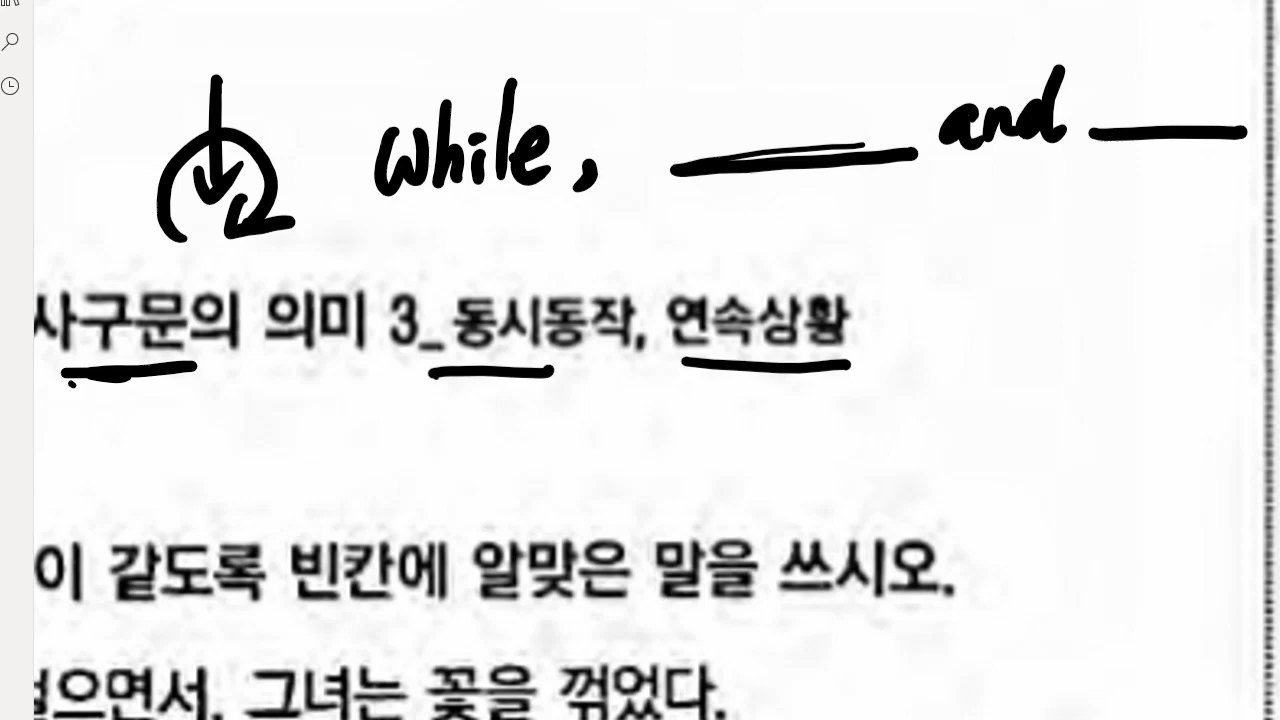 while, and
사구문의 의미 3_동시동작, 연속상황
이 같도록 빈칸에 알맞은 말을 쓰시오.
으면서, 그녀는 꽃을 꺾었다.